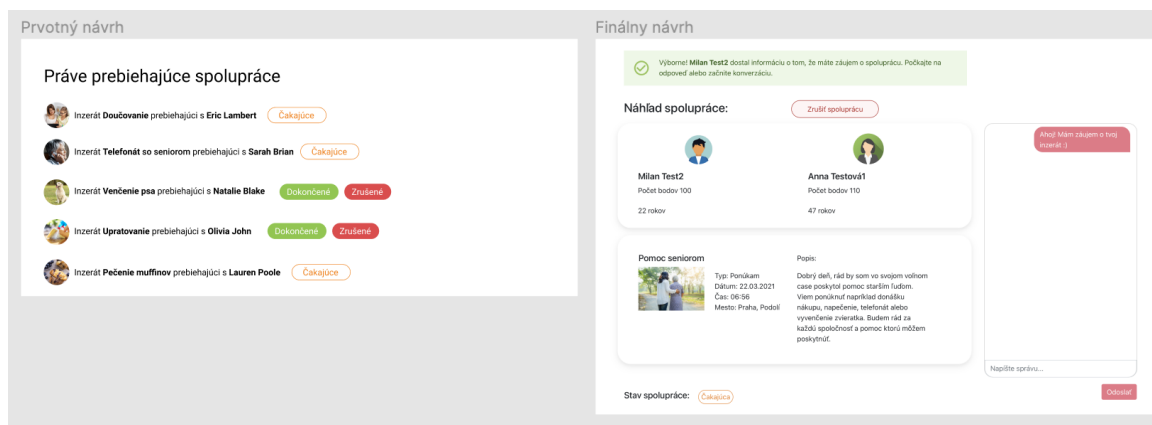 Prvotný návrh
Práve prebiehajúce spolupráce
Inzerát Doučovanie prebiehajúci s Eric Lambert Čakajúce
Inzerát Telefonát so seniorom prebiehajúci s Sarah Brian Čakajúce
Inzerát Venčenie psa prebiehajúci s Natalie Blake Dokončené Zrušené
Inzerát Upratovanie prebiehajúci s Olivia John Dokončené Zrušené
Inzerát Pečenie muffinov prebiehajúci s Lauren Poole Čakajúce
Finálny návrh
Výborne! Milan Test2 dostal informáciu o tom, že máte záujem o spoluprácu. Počkajte na
odpoveď alebo začnite konverzáciu.
Náhľad spolupráce:
Zrušiť spoluprácu
Milan Test2
Počet bodov 100
22 rokov
Anna Testová1
Počet bodov 110
47 rokov
Pomoc seniorom
Typ: Ponúkam
Dátum: 22.03.2021
Čas: 06:56
Mesto: Praha, Podolí
Popis:
Dobrý deň, rád by som vo svojom voľnom
case poskytol pomoc starším ľuďom.
Viem ponúknuť napríklad donášku
nákupu, napečenie, telefonát alebo
vyvenčenie zvieratka. Budem rád za
každú spoločnosť a pomoc ktorú môžem
poskytnúť.
Stav spolupráce: Čakajúca
Ahoj! Mám záujem o tvoj
inzerát :)
Napíšte správu...
Odoslať